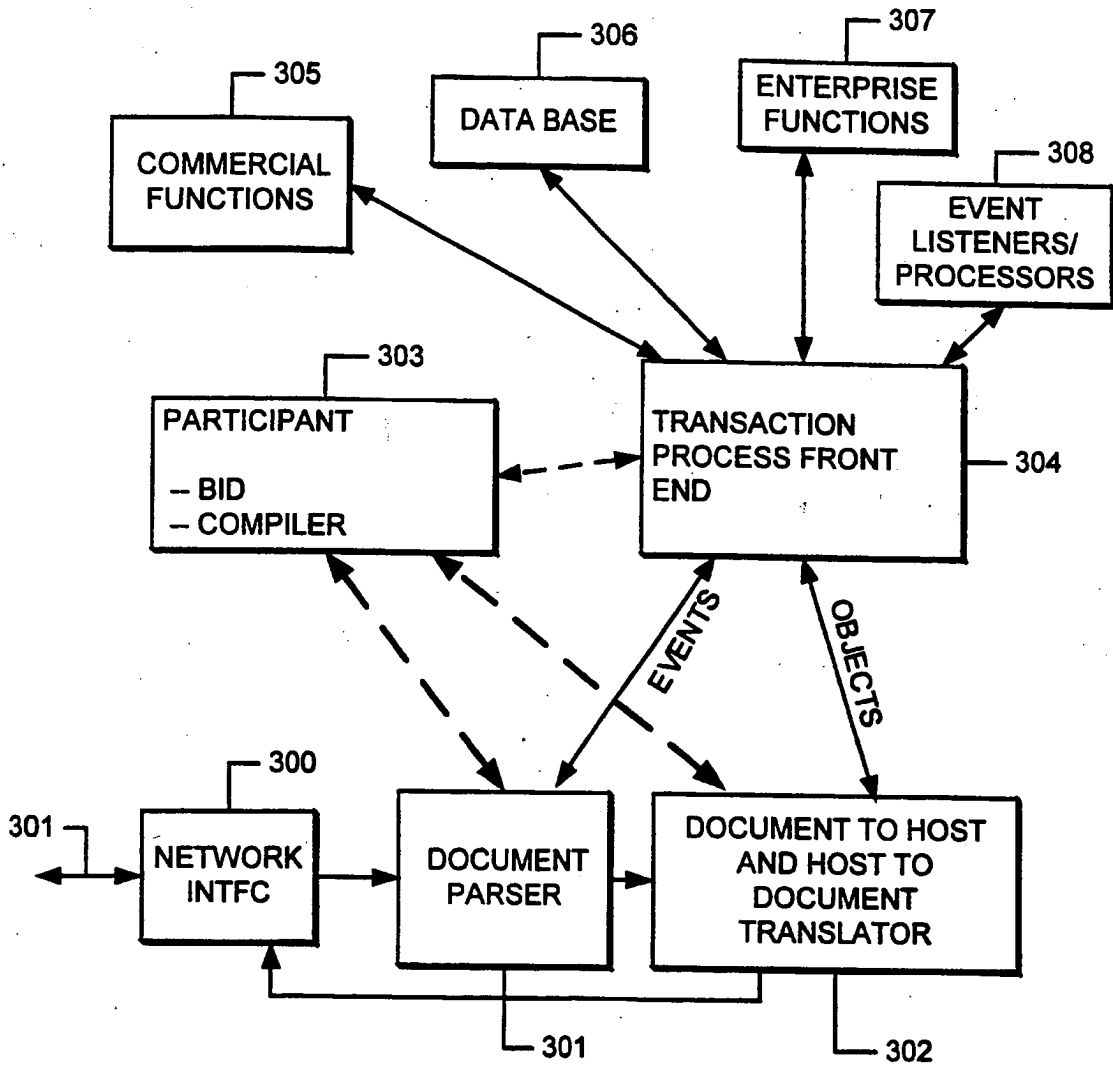 307
306
305
ENTERPRISE
FUNCTIONS
DATA BASE
308
COMMERCIAL
FUNCTIONS
EVENT
LISTENERS/
PROCESSORS
303
PARTICIPANT
– BID
– COMPILER
TRANSACTION
PROCESS FRONT
END
304
EVENTS
OBJECTS
300
301
NETWORK
INTFC
DOCUMENT
PARSER
DOCUMENT TO HOST
AND HOST TO
DOCUMENT
TRANSLATOR
301
302